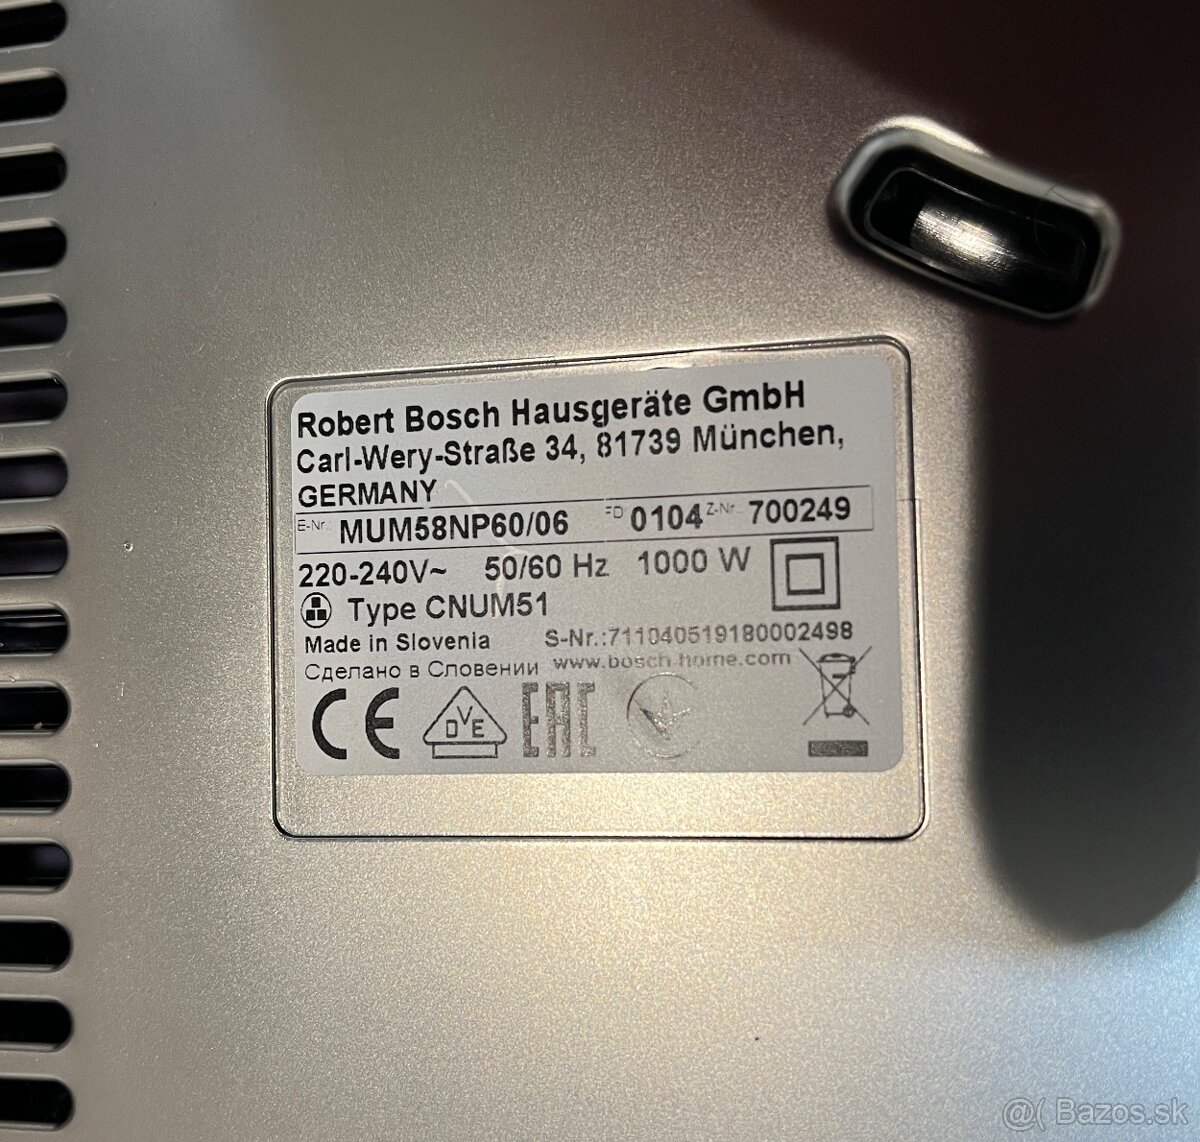 Robert Bosch Hausgeräte GmbH
Carl-Wery-Straße 34, 81739 München,
GERMANY
E-Nr. MUM58NP60/06 FD 0104 Z-Nr. 700249
220-240V~ 50/60 Hz 1000 W
Type CNUM51
Made in Slovenia S-Nr.:711040519180002498
Сделано в Словении www.bosch-home.com
CE DVE EAC
@( Bazos.sk